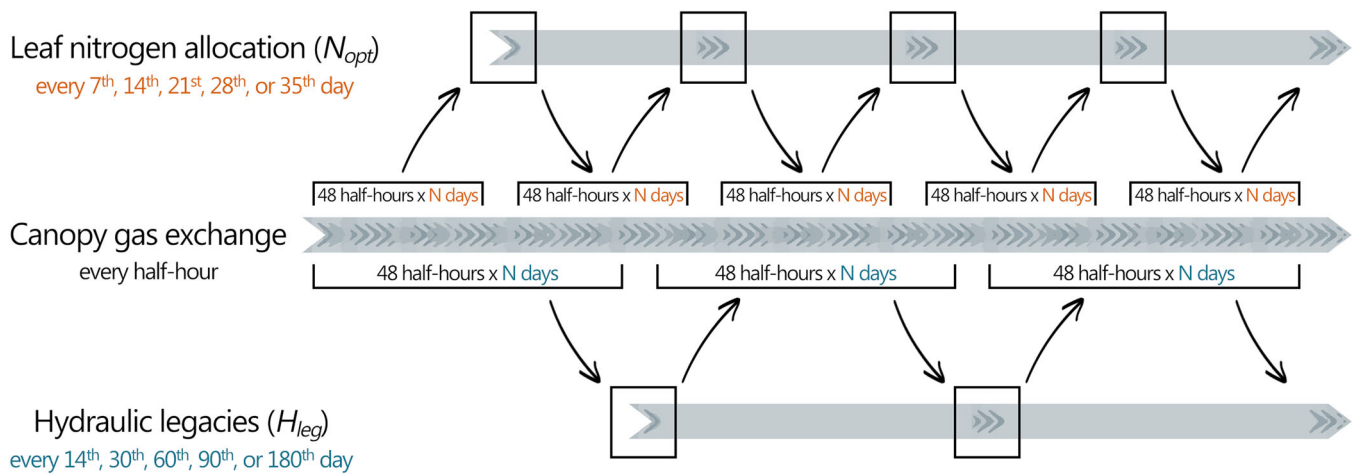 Leaf nitrogen allocation (Nopt)
every 7th, 14th, 21st, 28th, or 35th day
48 half-hours x N days
48 half-hours x N days
48 half-hours x N days
48 half-hours x N days
48 half-hours x N days
Canopy gas exchange
every half-hour
48 half-hours x N days
48 half-hours x N days
48 half-hours x N days
Hydraulic legacies (Hleg)
every 14th, 30th, 60th, 90th, or 180th day